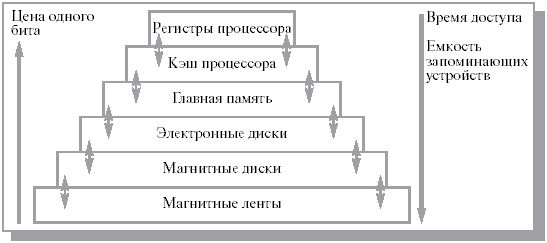 Цена одного
бита
Регистры процессора
Кэш процессора
Главная память
Электронные диски
Магнитные диски
Магнитные ленты
Время доступа
Емкость
запоминающих
устройств